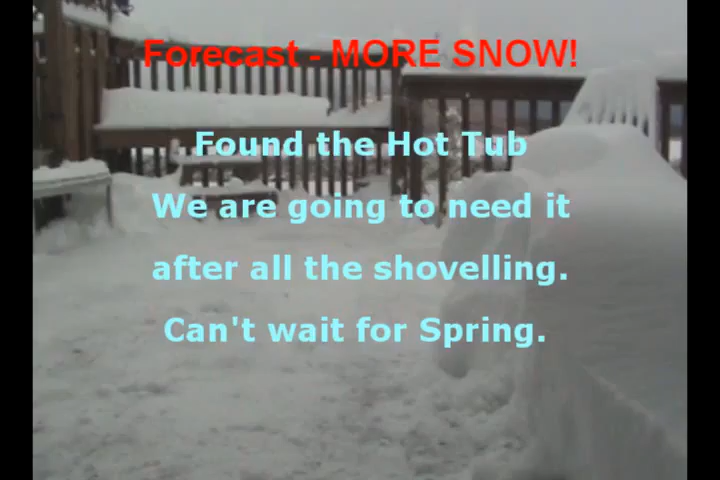 Forecast - MORE SNOW!
Found the Hot Tub
We are going to need it
after all the shovelling.
Can't wait for Spring.